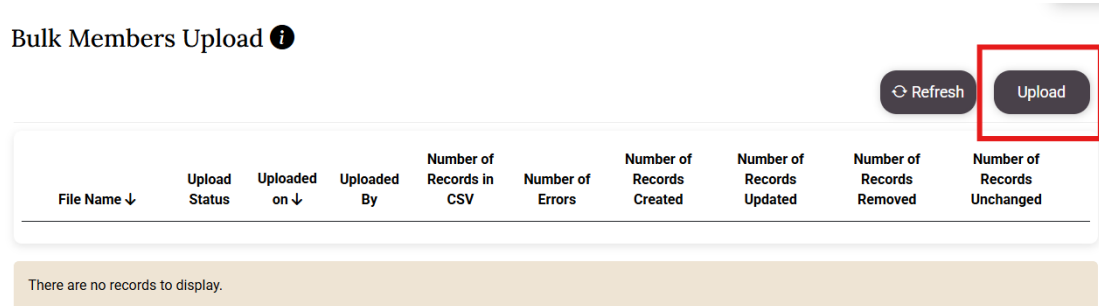 Bulk Members Upload i
Refresh Upload
File Name ↓ Upload Status Uploaded on ↓ Uploaded By Number of Records in CSV Number of Errors Number of Records Created Number of Records Updated Number of Records Removed Number of Records Unchanged
There are no records to display.